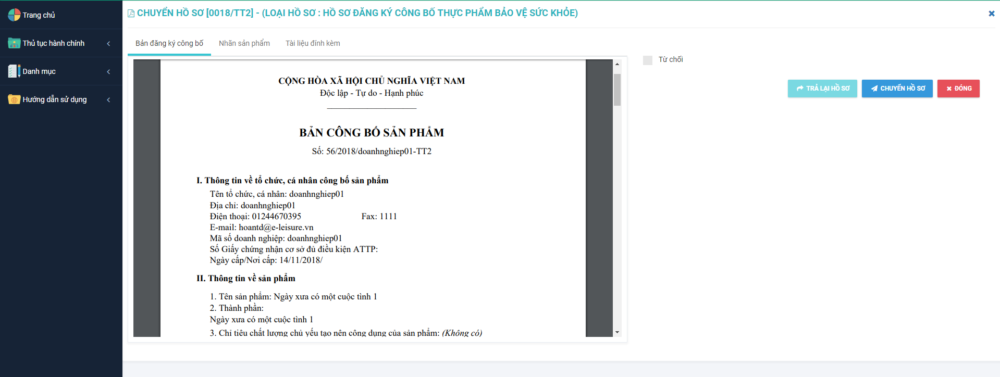 Trang chủ
Thủ tục hành chính
Danh mục
Hướng dẫn sử dụng
CHUYỂN HỒ SƠ [0018/TT2] - (LOẠI HỒ SƠ : HỒ SƠ ĐĂNG KÝ CÔNG BỐ THỰC PHẨM BẢO VỆ SỨC KHỎE)
Bản đăng ký công bố Nhãn sản phẩm Tài liệu đính kèm
CỘNG HÒA XÃ HỘI CHỦ NGHĨA VIỆT NAM
Độc lập - Tự do - Hạnh phúc
BẢN CÔNG BỐ SẢN PHẨM
Số: 56/2018/doanhnghiep01-TT2
I. Thông tin về tổ chức, cá nhân công bố sản phẩm
Tên tổ chức, cá nhân: doanhnghiep01
Địa chỉ: doanhnghiep01
Điện thoại: 01244670395 Fax: 1111
E-mail: hoantd@e-leisure.vn
Mã số doanh nghiệp: doanhnghiep01
Số Giấy chứng nhận cơ sở đủ điều kiện ATTP:
Ngày cấp/Nơi cấp: 14/11/2018/
II. Thông tin về sản phẩm
1. Tên sản phẩm: Ngày xưa có một cuộc tình 1
2. Thành phần:
Ngày xưa có một cuộc tình 1
3. Chỉ tiêu chất lượng chủ yếu tạo nên công dụng của sản phẩm: (Không có)
Từ chối
TRẢ LẠI HỒ SƠ CHUYỂN HỒ SƠ ĐÓNG